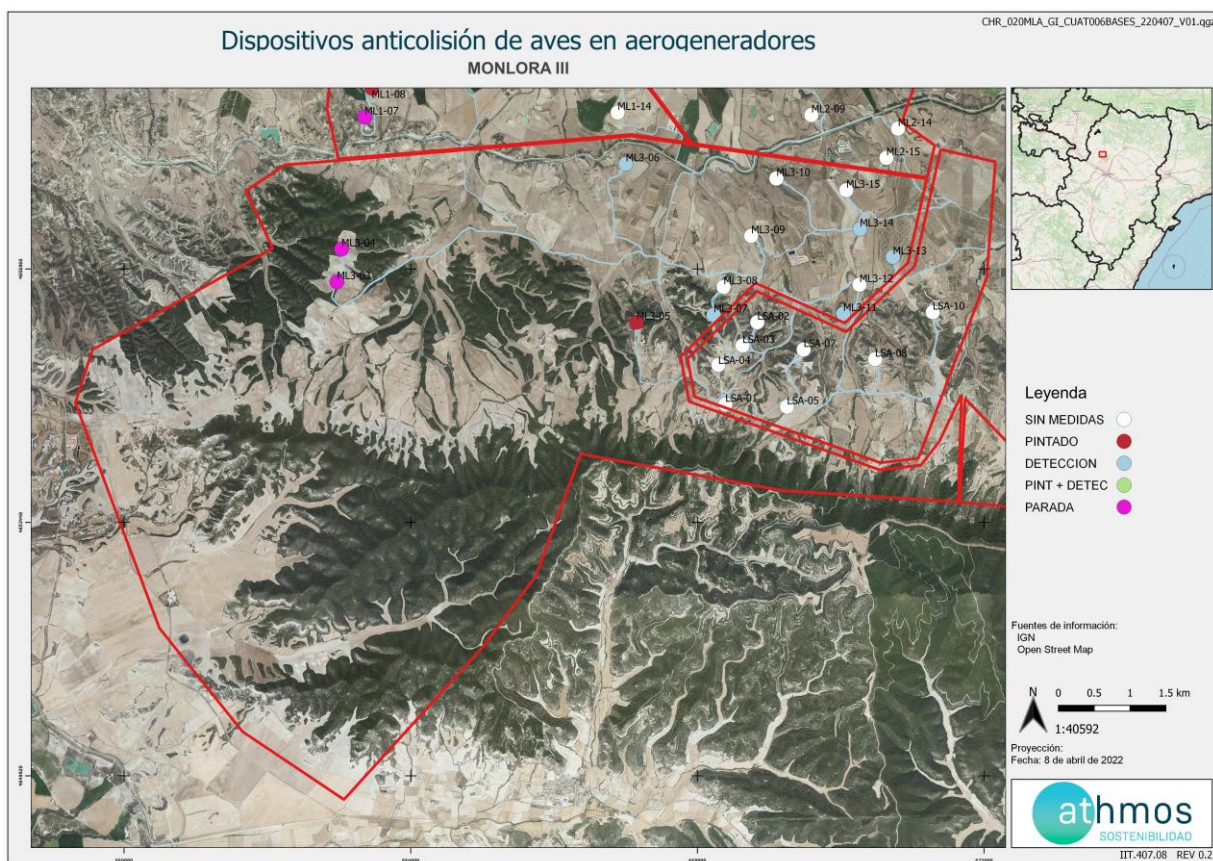 CHR_020MLA_GI_CUAT006BASES_220407_V01.qgz
Dispositivos anticolisión de aves en aerogeneradores
MONLORA III
ML1-08
ML1-07
ML1-14
ML2-09
ML2-14
ML2-15
ML3-06
ML3-10
ML3-15
ML3-14
ML3-09
ML3-04
ML3-13
ML3-03
ML3-08
ML3-12
ML3-07
ML3-11
LSA-10
ML3-05
LSA-02
LSA-03
LSA-07
LSA-04
LSA-08
LSA-01
LSA-05
Leyenda
SIN MEDIDAS
PINTADO
DETECCION
PINT + DETEC
PARADA
Fuentes de información:
IGN
Open Street Map
N
0 0.5 1 1.5 km
1:40592
Proyección:
Fecha: 8 de abril de 2022
athmos
SOSTENIBILIDAD
IIT.407.08 REV 0.2